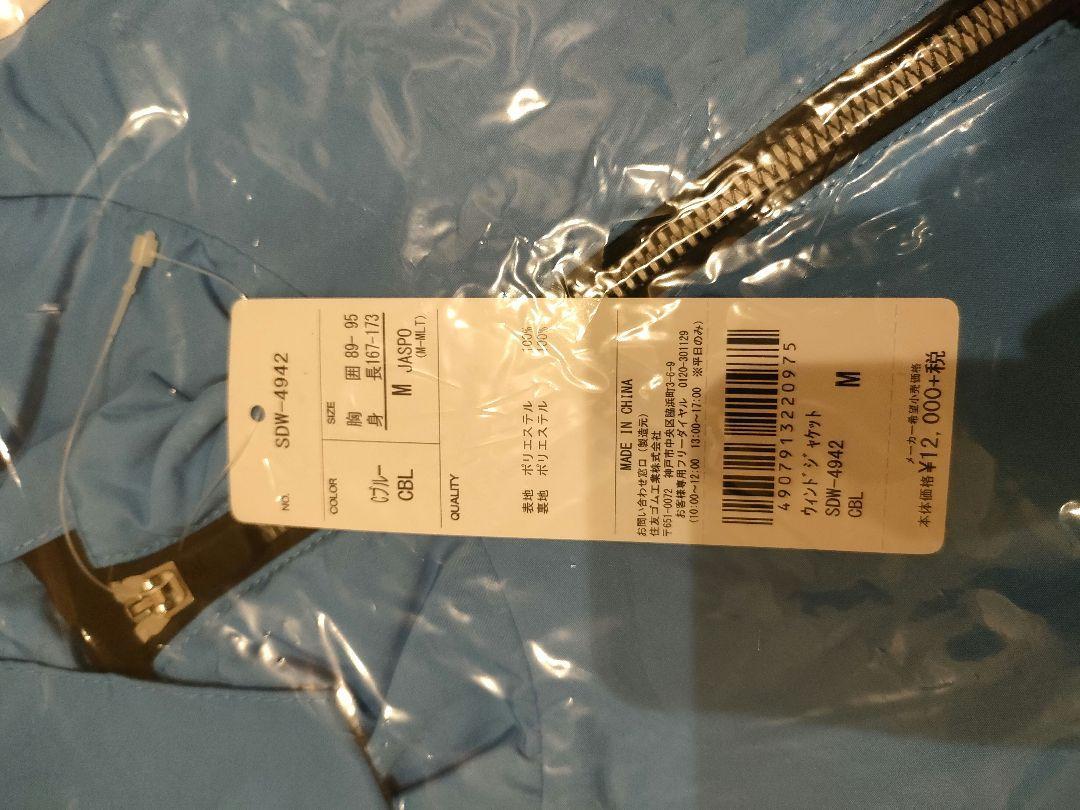 NO. SDW-4942
SIZE
胸 囲 89- 95
身 長167-173
M JASPO
(M-MLT)
COLOR
Cブルー
CBL
QUALITY
表地 ポリエステル 100%
裏地 ポリエステル 100%
MADE IN CHINA
お問い合わせ窓口(製造元)
住友ゴム工業株式会社
〒651-0072 神戸市中央区脇浜町3-6-9
お客様専用フリーダイヤル 0120-301129
(10:00~12:00 13:00~17:00 ※平日のみ)
4907913220975
ウィンドジャケット
SDW-4942 M
CBL
メーカー希望小売価格
本体価格¥12,000+税